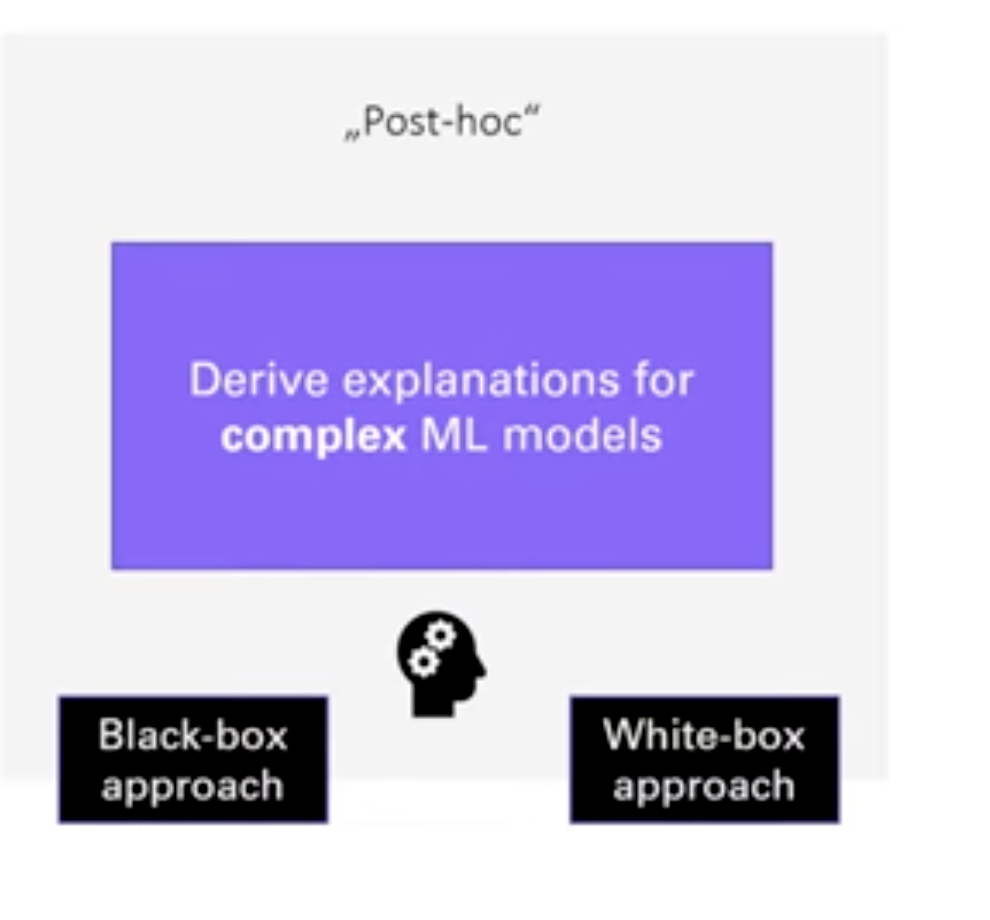 „Post-hoc“
Derive explanations for
complex ML models
Black-box
approach
White-box
approach